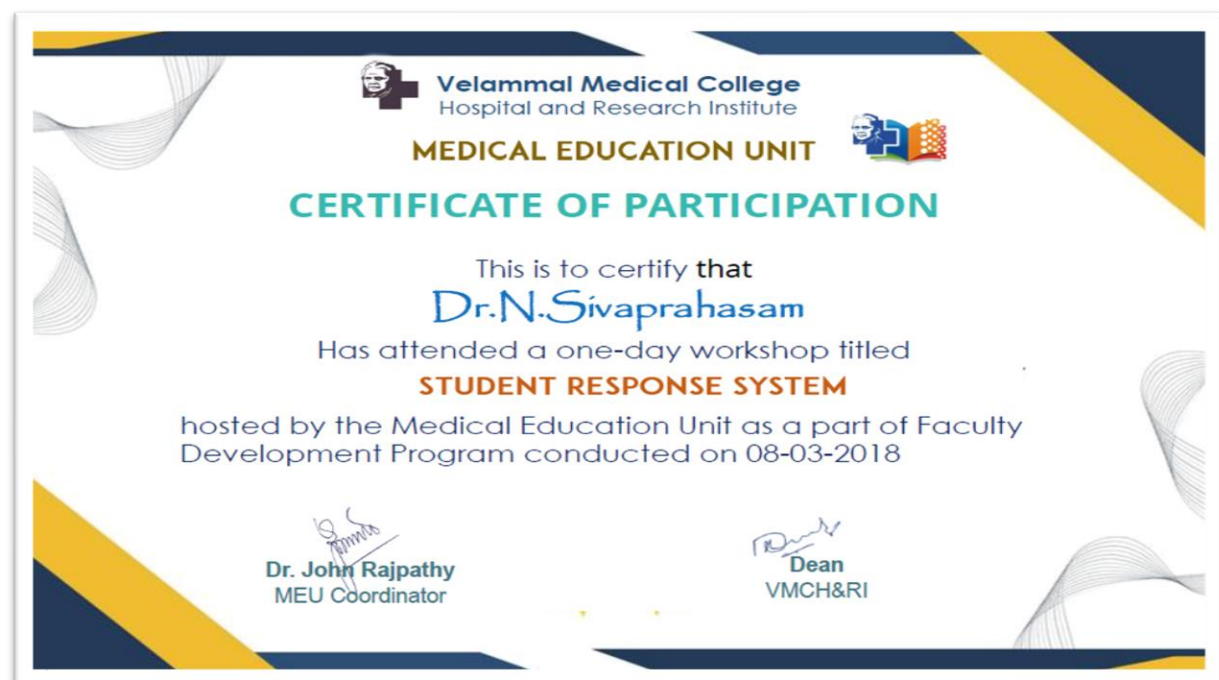 Velammal Medical College
Hospital and Research Institute
MEDICAL EDUCATION UNIT
CERTIFICATE OF PARTICIPATION
This is to certify that
Dr.N.Sivaprahasam
Has attended a one-day workshop titled
STUDENT RESPONSE SYSTEM
hosted by the Medical Education Unit as a part of Faculty
Development Program conducted on 08-03-2018
Dr. John Rajpathy
MEU Coordinator
Dean
VMCH&RI